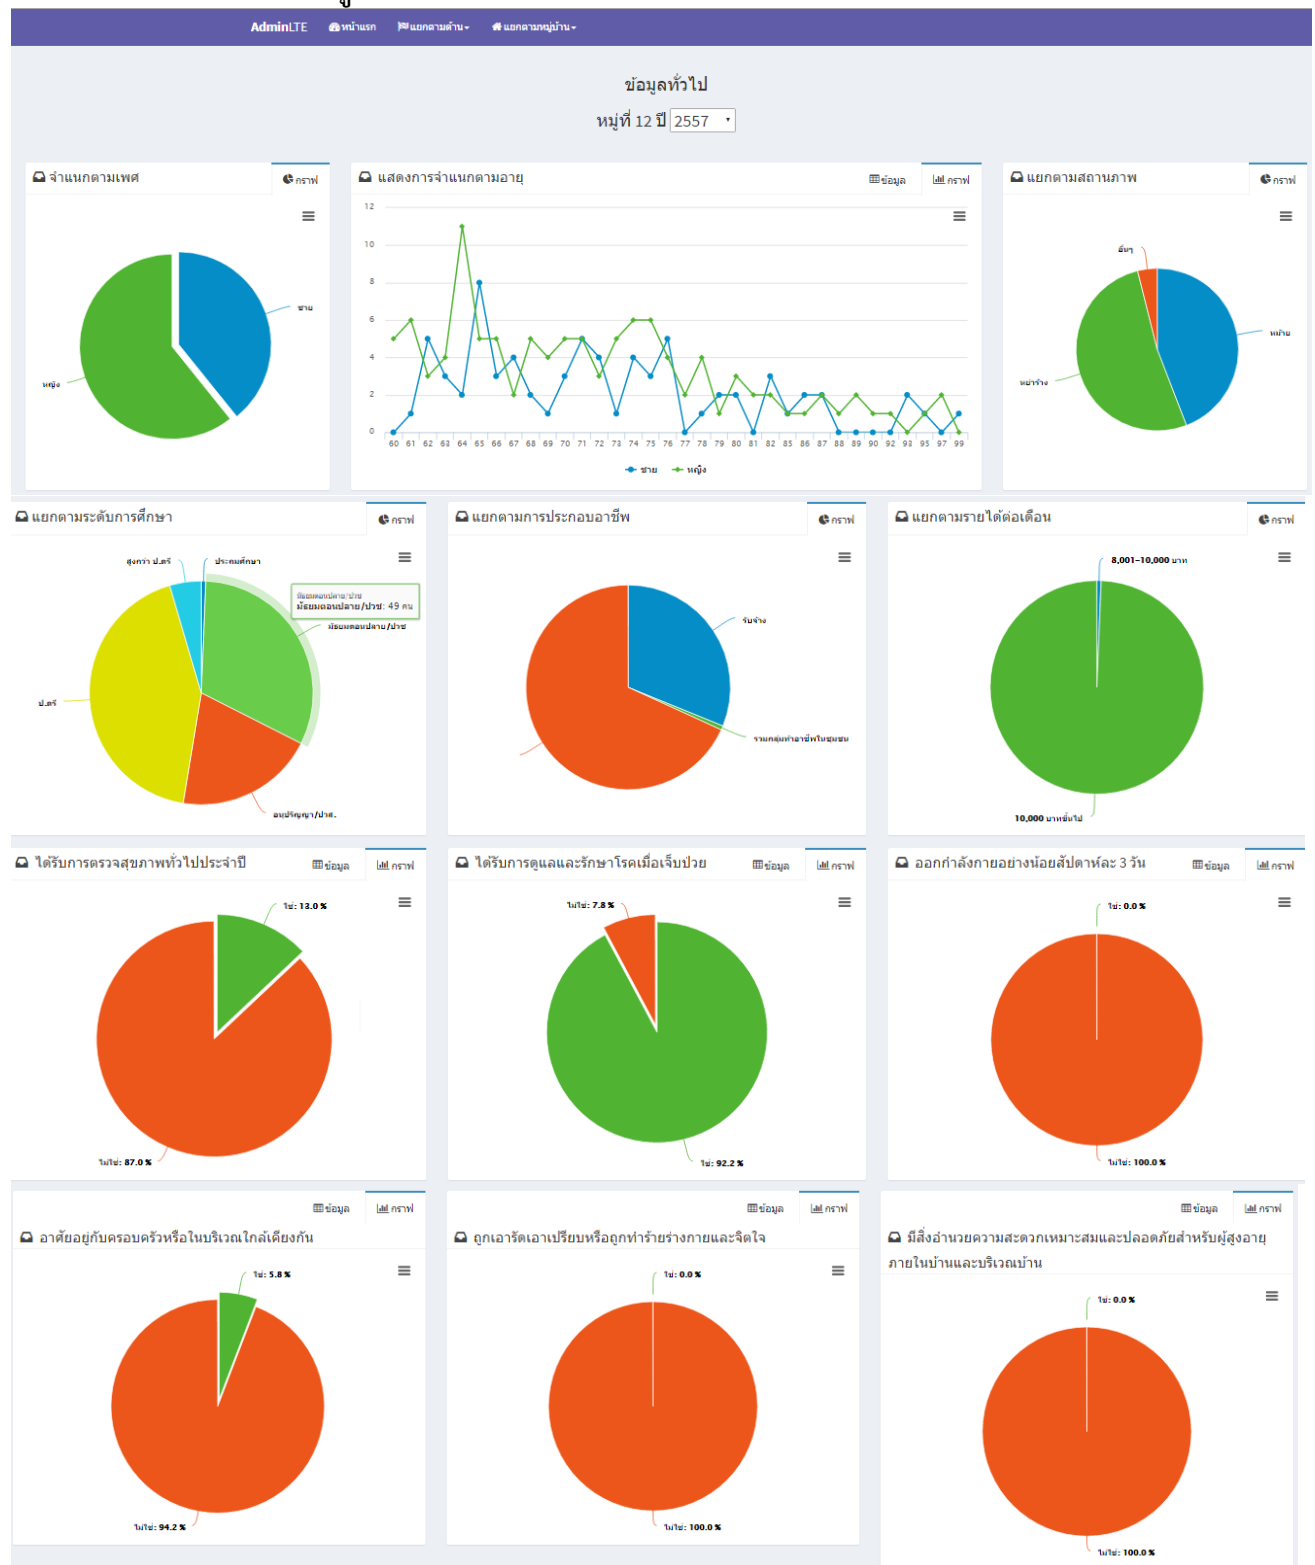 AdminLTE หน้าแรก แยกตามด้าน แยกตามหมู่บ้าน
ข้อมูลทั่วไป
หมู่ที่ 12 ปี 2557
จำแนกตามเพศ กราฟ
ชาย
หญิง
แสดงการจำแนกตามอายุ ข้อมูล กราฟ
12
10
8
6
4
2
0
60 61 62 63 64 65 66 67 68 69 70 71 72 73 74 75 76 77 78 79 80 81 82 85 86 87 88 89 90 92 93 95 97 99
ชาย หญิง
แยกตามสถานภาพ กราฟ
อื่นๆ
หม้าย
หย่าร้าง
แยกตามระดับการศึกษา กราฟ
สูงกว่า ป.ตรี ประถมศึกษา
มัธยมตอนปลาย/ปวช
มัธยมตอนปลาย/ปวช: 49 คน
มัธยมตอนปลาย/ปวช
ป.ตรี
อนุปริญญา/ปวส.
แยกตามการประกอบอาชีพ กราฟ
รับจ้าง
รวมกลุ่มทำอาชีพในชุมชน
แยกตามรายได้ต่อเดือน กราฟ
8,001-10,000 บาท
10,000 บาทขึ้นไป
ได้รับการตรวจสุขภาพทั่วไปประจำปี ข้อมูล กราฟ
ใช่: 13.0 %
ไม่ใช่: 87.0 %
ได้รับการดูแลและรักษาโรคเมื่อเจ็บป่วย ข้อมูล กราฟ
ไม่ใช่: 7.8 %
ใช่: 92.2 %
ออกกำลังกายอย่างน้อยสัปดาห์ละ 3 วัน ข้อมูล กราฟ
ใช่: 0.0 %
ไม่ใช่: 100.0 %
ข้อมูล กราฟ
อาศัยอยู่กับครอบครัวหรือในบริเวณใกล้เคียงกัน
ใช่: 5.8 %
ไม่ใช่: 94.2 %
ข้อมูล กราฟ
ถูกเอารัดเอาเปรียบหรือถูกทำร้ายร่างกายและจิตใจ
ใช่: 0.0 %
ไม่ใช่: 100.0 %
ข้อมูล กราฟ
มีสิ่งอำนวยความสะดวกเหมาะสมและปลอดภัยสำหรับผู้สูงอายุ
ภายในบ้านและบริเวณบ้าน
ใช่: 0.0 %
ไม่ใช่: 100.0 %